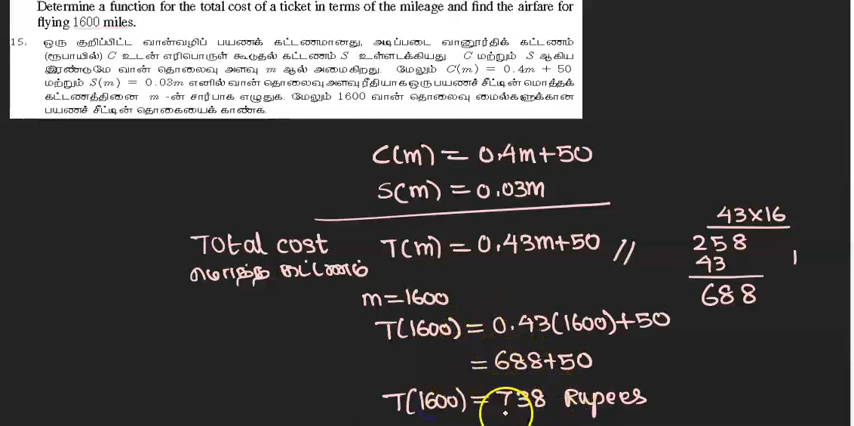 Determine a function for the total cost of a ticket in terms of the mileage and find the airfare for
flying 1600 miles.
15. ஒரு குறிப்பிட்ட வான்வழிப் பயணக் கட்டணமானது, அடிப்படை வானூர்திக் கட்டணம்
(ரூபாயில்) C உடன் எரிபொருள் கூடுதல் கட்டணம் S உள்ளடக்கியது. C மற்றும் S ஆகிய
இரண்டுமே வான் தொலைவு அளவு m ஆல் அமைகிறது. மேலும் C(m) = 0.4m + 50
மற்றும் S(m) = 0.03m எனில் வான் தொலைவு அளவு ரீதியாக ஒரு பயணச் சீட்டின் மொத்தக்
கட்டணத்தினை m -ன் சார்பாக எழுதுக. மேலும் 1600 வான் தொலைவு மைல்களுக்கான
பயணச் சீட்டின் தொகையைக் காண்க.
C(m) = 0.4m+50
S(m) = 0.03m
43x16
Total cost T(m) = 0.43m+50 //
258
மொத்த கட்டணம்
43
688
m=1600
T(1600) = 0.43(1600)+50
= 688+50
T(1600) = 738 Rupees